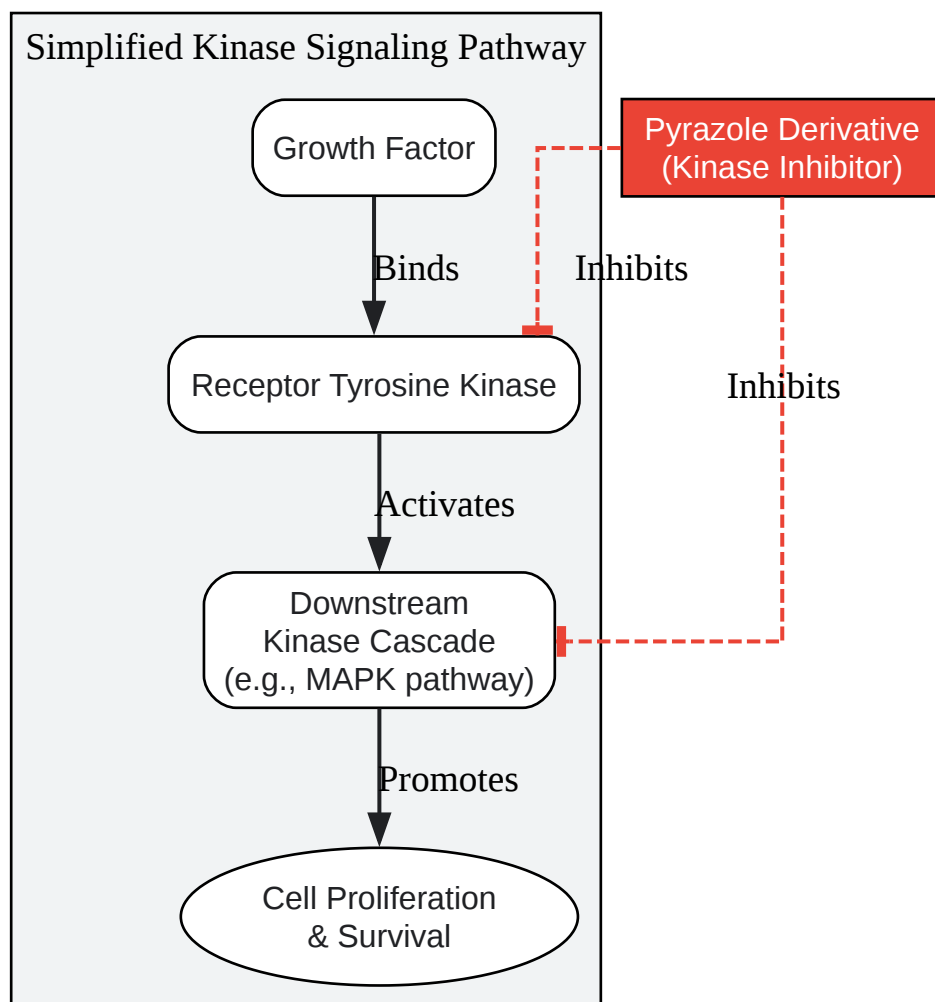 Simplified Kinase Signaling Pathway
Growth Factor
Pyrazole Derivative
(Kinase Inhibitor)
Binds
Inhibits
Receptor Tyrosine Kinase
Inhibits
Activates
Downstream
Kinase Cascade
(e.g., MAPK pathway)
Promotes
Cell Proliferation
& Survival